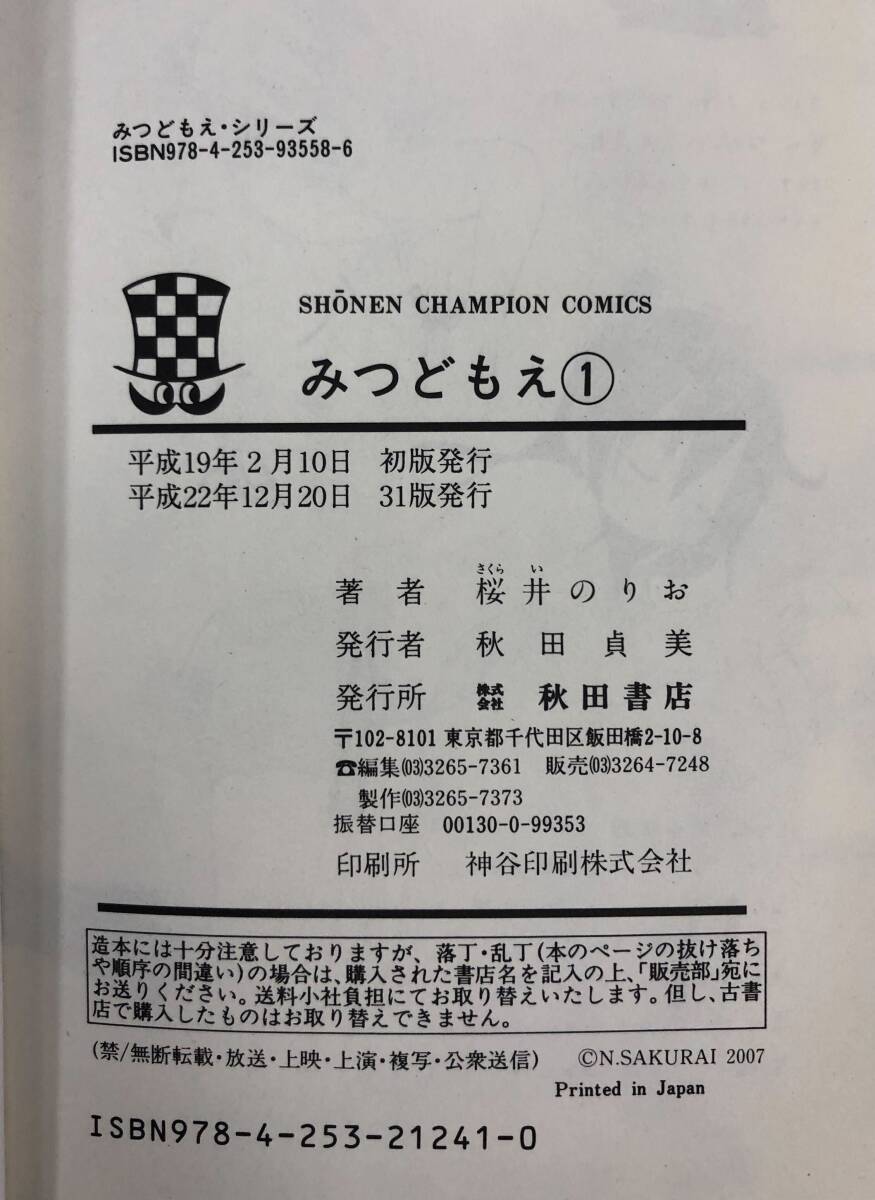 みつどもえ・シリーズ
ISBN978-4-253-93558-6
SHŌNEN CHAMPION COMICS
みつどもえ①
平成19年2月10日 初版発行
平成22年12月20日 31版発行
著者 桜井のりお
さくら い
発行者 秋田貞美
発行所 株式会社 秋田書店
〒102-8101 東京都千代田区飯田橋2-10-8
☎編集(03)3265-7361 販売(03)3264-7248
製作(03)3265-7373
振替口座 00130-0-99353
印刷所 神谷印刷株式会社
造本には十分注意しておりますが、落丁・乱丁(本のページの抜け落ち
や順序の間違い)の場合は、購入された書店名を記入の上、「販売部」宛に
お送りください。送料小社負担にてお取り替えいたします。但し、古書
店で購入したものはお取り替えできません。
(禁/無断転載・放送・上映・上演・複写・公衆送信) ©N.SAKURAI 2007
Printed in Japan
ISBN978-4-253-21241-0